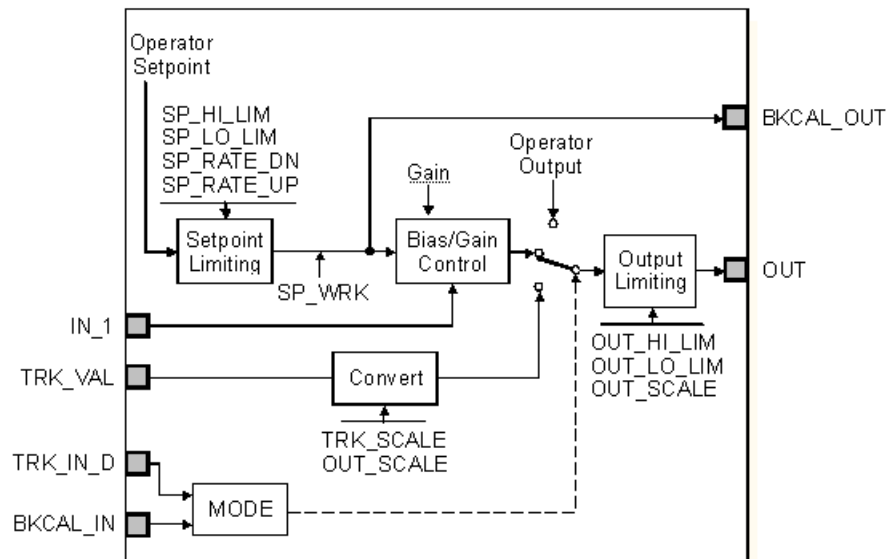 Operator
Setpoint
SP_HI_LIM
SP_LO_LIM
SP_RATE_DN
SP_RATE_UP
BKCAL_OUT
Operator
Output
Gain
Setpoint
Limiting
SP_WRK
Bias/Gain
Control
Output
Limiting
OUT
OUT_HI_LIM
OUT_LO_LIM
OUT_SCALE
IN_1
TRK_VAL
Convert
TRK_SCALE
OUT_SCALE
TRK_IN_D
BKCAL_IN
MODE